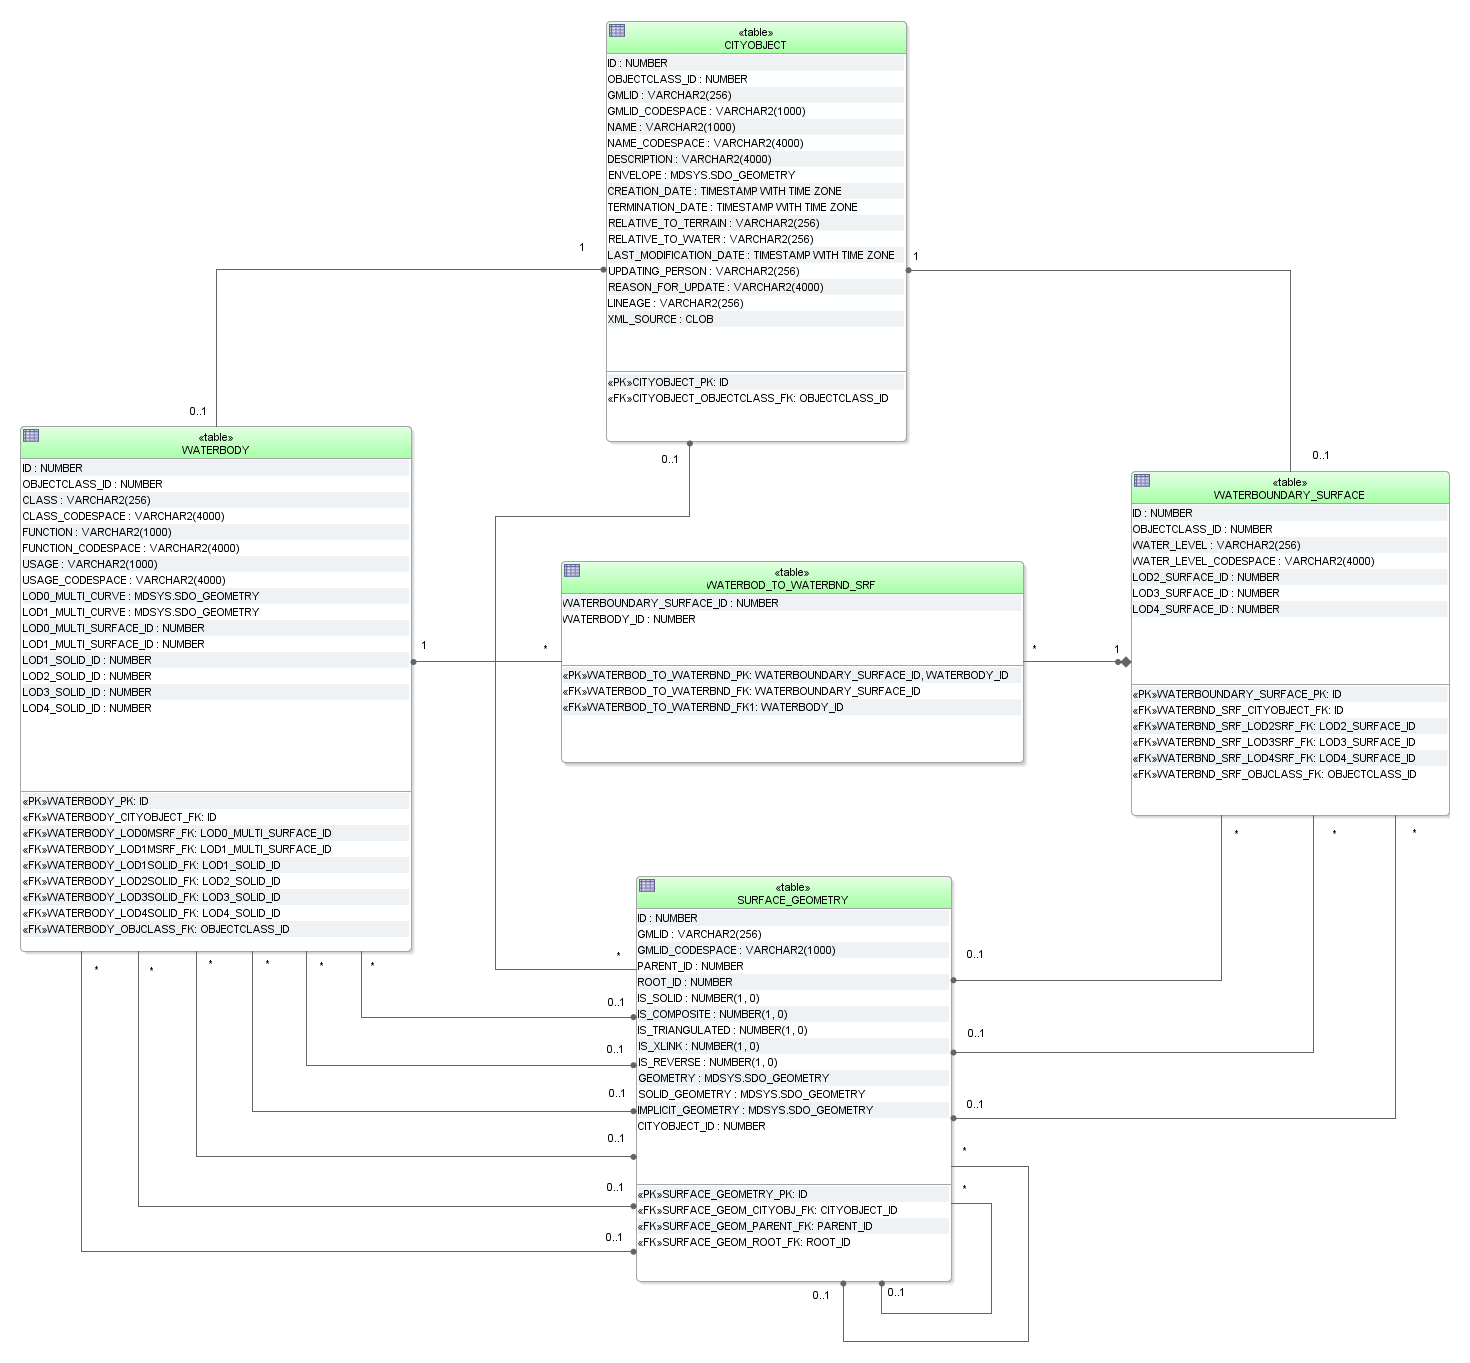 «table»
CITYOBJECT
ID : NUMBER
OBJECTCLASS_ID : NUMBER
GMLID : VARCHAR2(256)
GMLID_CODESPACE : VARCHAR2(1000)
NAME : VARCHAR2(1000)
NAME_CODESPACE : VARCHAR2(4000)
DESCRIPTION : VARCHAR2(4000)
ENVELOPE : MDSYS.SDO_GEOMETRY
CREATION_DATE : TIMESTAMP WITH TIME ZONE
TERMINATION_DATE : TIMESTAMP WITH TIME ZONE
RELATIVE_TO_TERRAIN : VARCHAR2(256)
RELATIVE_TO_WATER : VARCHAR2(256)
LAST_MODIFICATION_DATE : TIMESTAMP WITH TIME ZONE
UPDATING_PERSON : VARCHAR2(256)
REASON_FOR_UPDATE : VARCHAR2(4000)
LINEAGE : VARCHAR2(256)
XML_SOURCE : CLOB
«PK»CITYOBJECT_PK: ID
«FK»CITYOBJECT_OBJECTCLASS_FK: OBJECTCLASS_ID
1
1
0..1
0..1
0..1
«table»
WATERBODY
ID : NUMBER
OBJECTCLASS_ID : NUMBER
CLASS : VARCHAR2(256)
CLASS_CODESPACE : VARCHAR2(4000)
FUNCTION : VARCHAR2(1000)
FUNCTION_CODESPACE : VARCHAR2(4000)
USAGE : VARCHAR2(1000)
USAGE_CODESPACE : VARCHAR2(4000)
LOD0_MULTI_CURVE : MDSYS.SDO_GEOMETRY
LOD1_MULTI_CURVE : MDSYS.SDO_GEOMETRY
LOD0_MULTI_SURFACE_ID : NUMBER
LOD1_MULTI_SURFACE_ID : NUMBER
LOD1_SOLID_ID : NUMBER
LOD2_SOLID_ID : NUMBER
LOD3_SOLID_ID : NUMBER
LOD4_SOLID_ID : NUMBER
«PK»WATERBODY_PK: ID
«FK»WATERBODY_CITYOBJECT_FK: ID
«FK»WATERBODY_LOD0MSRF_FK: LOD0_MULTI_SURFACE_ID
«FK»WATERBODY_LOD1MSRF_FK: LOD1_MULTI_SURFACE_ID
«FK»WATERBODY_LOD1SOLID_FK: LOD1_SOLID_ID
«FK»WATERBODY_LOD2SOLID_FK: LOD2_SOLID_ID
«FK»WATERBODY_LOD3SOLID_FK: LOD3_SOLID_ID
«FK»WATERBODY_LOD4SOLID_FK: LOD4_SOLID_ID
«FK»WATERBODY_OBJCLASS_FK: OBJECTCLASS_ID
1
*
«table»
WATERBOD_TO_WATERBND_SRF
WATERBOUNDARY_SURFACE_ID : NUMBER
WATERBODY_ID : NUMBER
«PK»WATERBOD_TO_WATERBND_PK: WATERBOUNDARY_SURFACE_ID, WATERBODY_ID
«FK»WATERBOD_TO_WATERBND_FK: WATERBOUNDARY_SURFACE_ID
«FK»WATERBOD_TO_WATERBND_FK1: WATERBODY_ID
*
1
«table»
WATERBOUNDARY_SURFACE
ID : NUMBER
OBJECTCLASS_ID : NUMBER
WATER_LEVEL : VARCHAR2(256)
WATER_LEVEL_CODESPACE : VARCHAR2(4000)
LOD2_SURFACE_ID : NUMBER
LOD3_SURFACE_ID : NUMBER
LOD4_SURFACE_ID : NUMBER
«PK»WATERBOUNDARY_SURFACE_PK: ID
«FK»WATERBND_SRF_CITYOBJECT_FK: ID
«FK»WATERBND_SRF_LOD2SRF_FK: LOD2_SURFACE_ID
«FK»WATERBND_SRF_LOD3SRF_FK: LOD3_SURFACE_ID
«FK»WATERBND_SRF_LOD4SRF_FK: LOD4_SURFACE_ID
«FK»WATERBND_SRF_OBJCLASS_FK: OBJECTCLASS_ID
* * *
* * * * * *
*
0..1
0..1
0..1
0..1
0..1
0..1
«table»
SURFACE_GEOMETRY
ID : NUMBER
GMLID : VARCHAR2(256)
GMLID_CODESPACE : VARCHAR2(1000)
PARENT_ID : NUMBER
ROOT_ID : NUMBER
IS_SOLID : NUMBER(1, 0)
IS_COMPOSITE : NUMBER(1, 0)
IS_TRIANGULATED : NUMBER(1, 0)
IS_XLINK : NUMBER(1, 0)
IS_REVERSE : NUMBER(1, 0)
GEOMETRY : MDSYS.SDO_GEOMETRY
SOLID_GEOMETRY : MDSYS.SDO_GEOMETRY
IMPLICIT_GEOMETRY : MDSYS.SDO_GEOMETRY
CITYOBJECT_ID : NUMBER
«PK»SURFACE_GEOMETRY_PK: ID
«FK»SURFACE_GEOM_CITYOBJ_FK: CITYOBJECT_ID
«FK»SURFACE_GEOM_PARENT_FK: PARENT_ID
«FK»SURFACE_GEOM_ROOT_FK: ROOT_ID
0..1
0..1
0..1
*
*
0..1 0..1